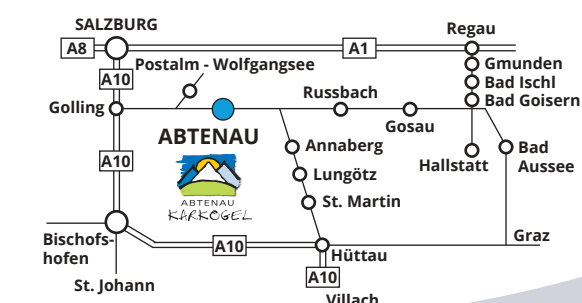 SALZBURG
Regau
A8
A1
Gmunden
A10
Postalm - Wolfgangsee
Bad Ischl
Bad Goisern
Golling
Russbach
Gosau
ABTENAU
Annaberg
Hallstatt
Bad
Aussee
A10
Lungötz
ABTENAU
KARKOGEL
St. Martin
Bischofs-
hofen
A10
Hüttau
Graz
St. Johann
A10
Villach